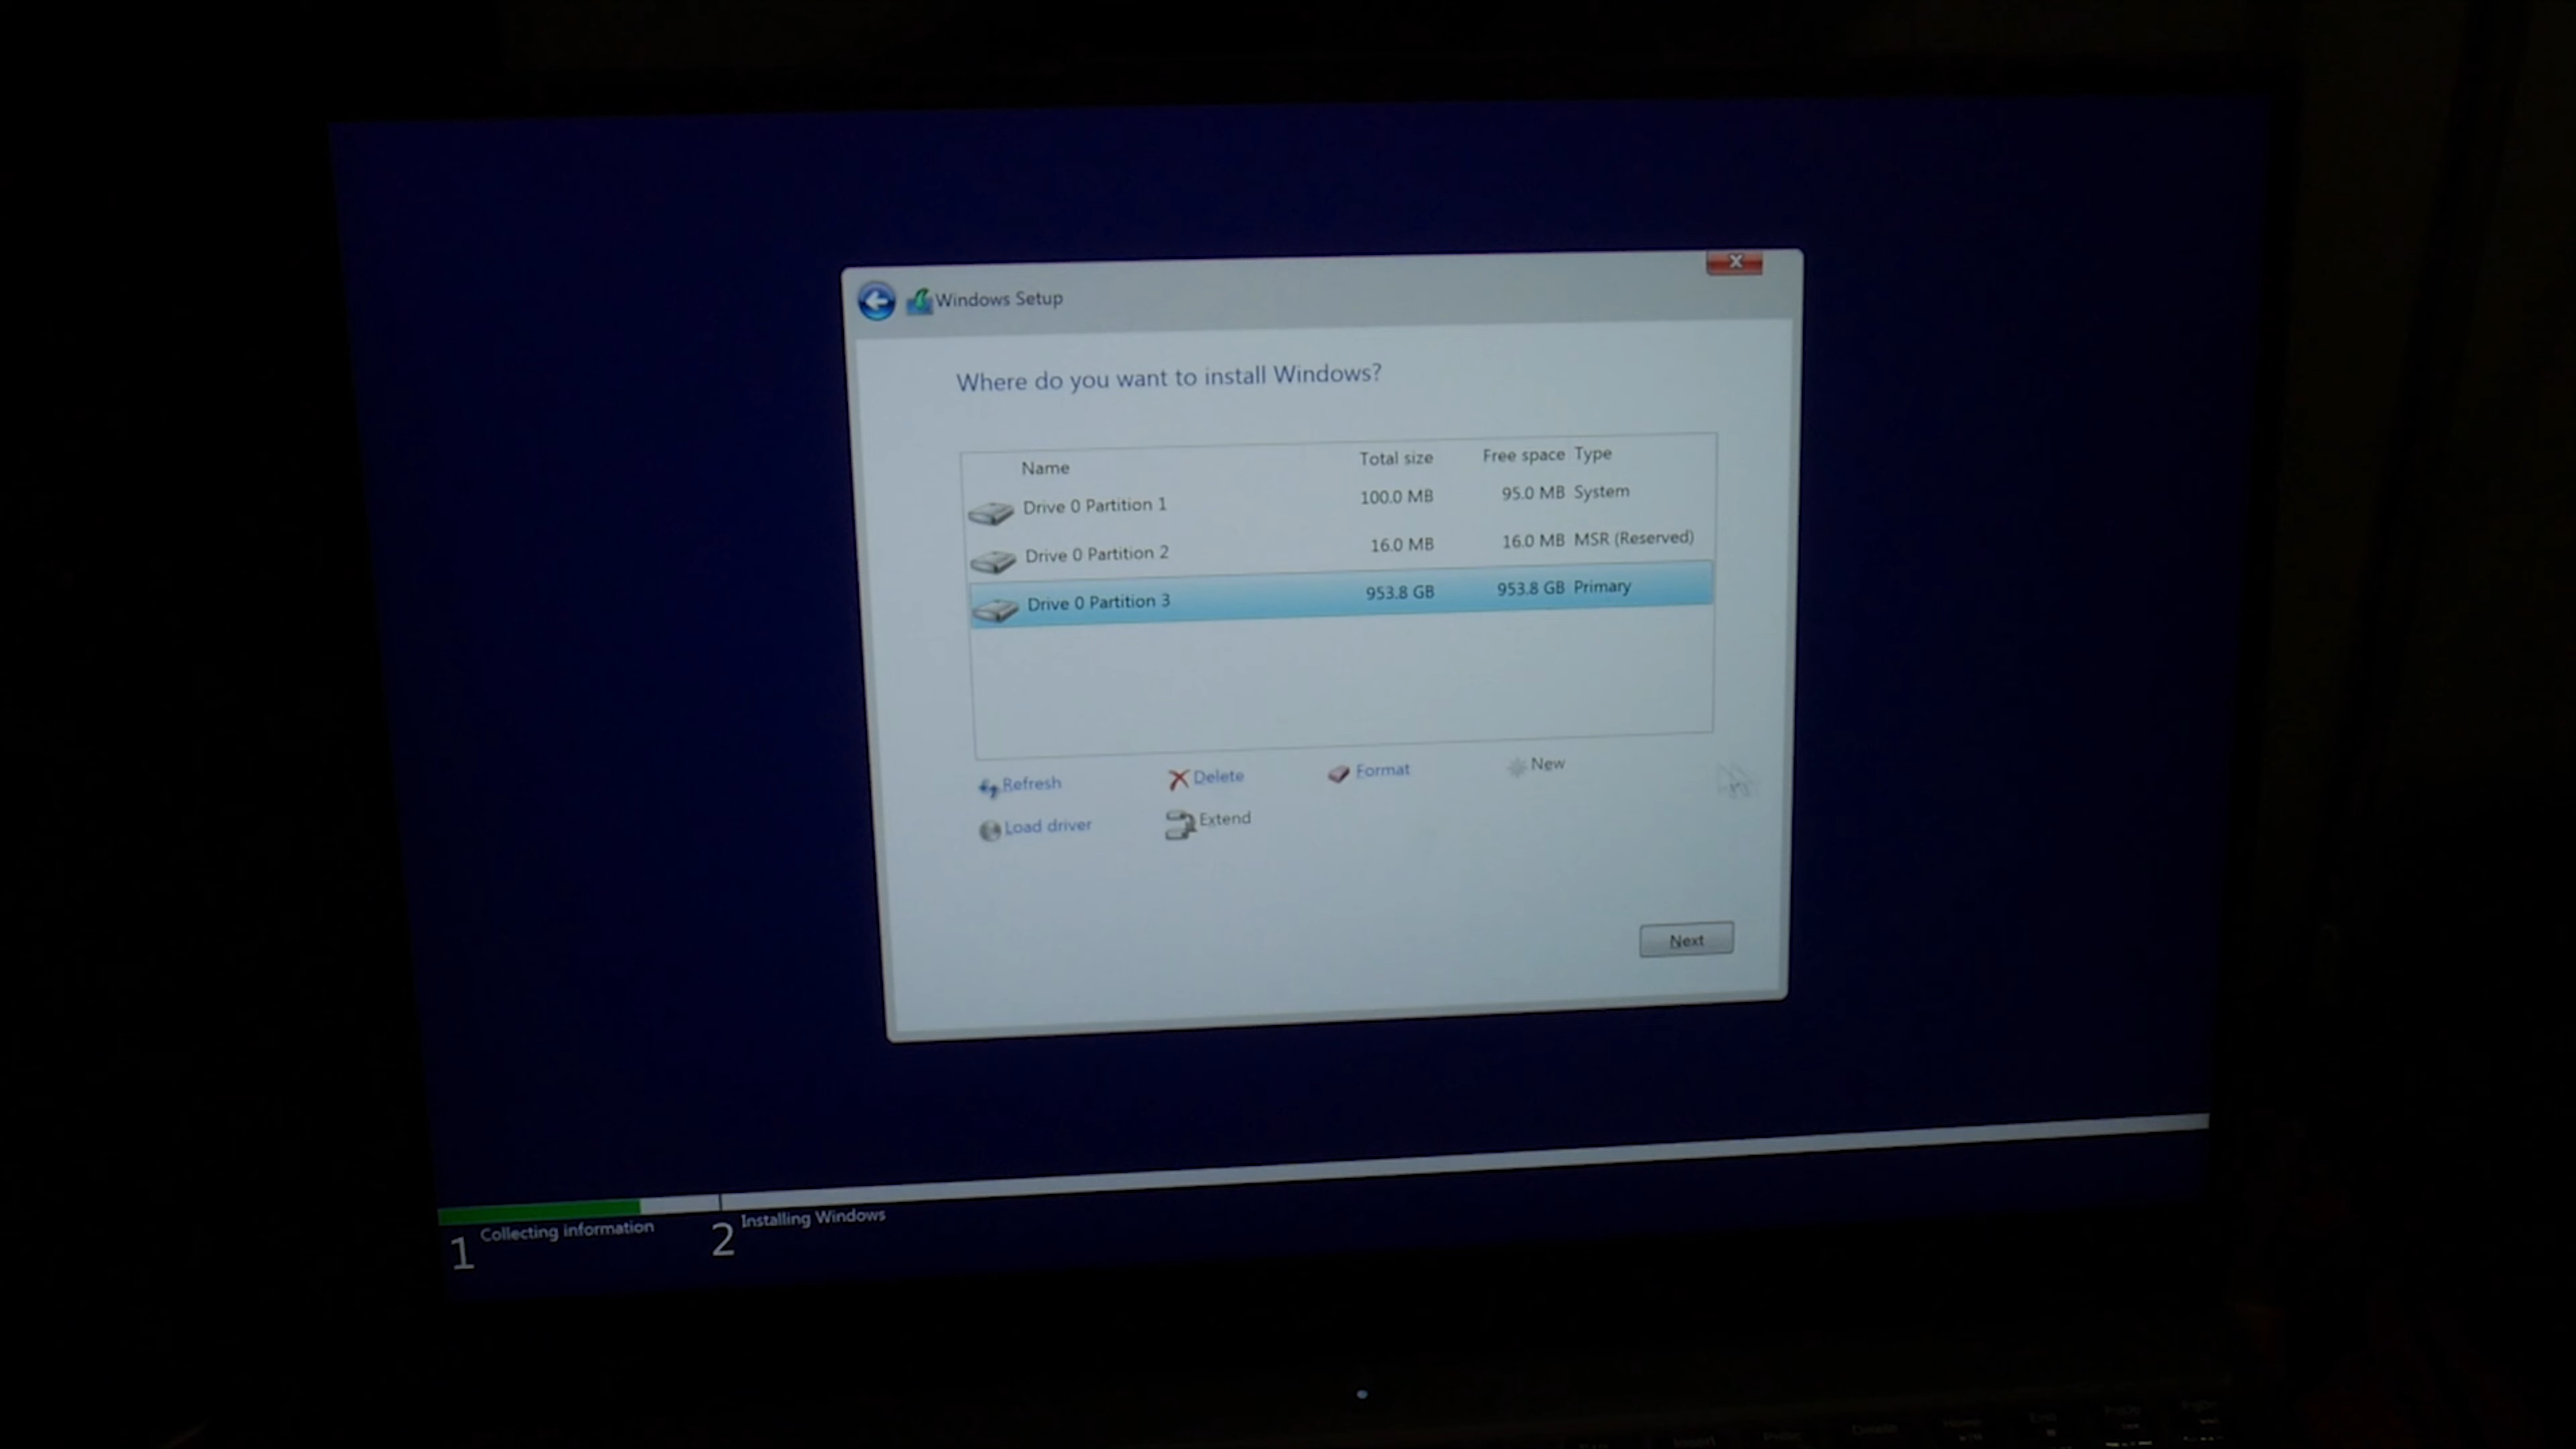 Windows Setup
Where do you want to install Windows?
Name Total size Free space Type
Drive 0 Partition 1 100.0 MB 95.0 MB System
Drive 0 Partition 2 16.0 MB 16.0 MB MSR (Reserved)
Drive 0 Partition 3 953.8 GB 953.8 GB Primary
Refresh Delete Format New
Load driver Extend
Next
1 Collecting information 2 Installing Windows
Delete